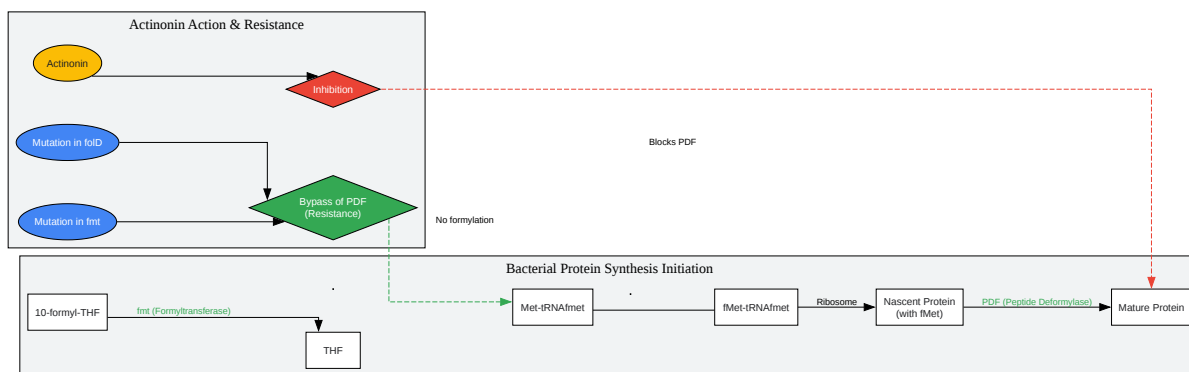 Actinonin Action & Resistance
Actinonin
Inhibition
Mutation in folD
Blocks PDF
Bypass of PDF
(Resistance)
Mutation in fmt
No formylation
Bacterial Protein Synthesis Initiation
10-formyl-THF
fmt (Formyltransferase)
THF
Met-tRNAfmet
fMet-tRNAfmet
Ribosome
Nascent Protein
(with fMet)
PDF (Peptide Deformylase)
Mature Protein